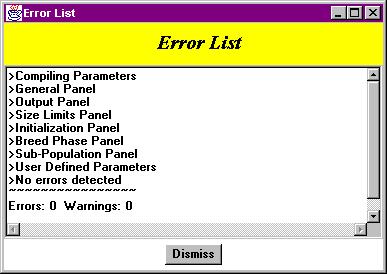 Error List
Error List
>Compiling Parameters
>General Panel
>Output Panel
>Size Limits Panel
>Initialization Panel
>Breed Phase Panel
>Sub-Population Panel
>User Defined Parameters
>No errors detected
~~~~~~~~~~~~~~~~
Errors: 0  Warnings: 0
Dismiss